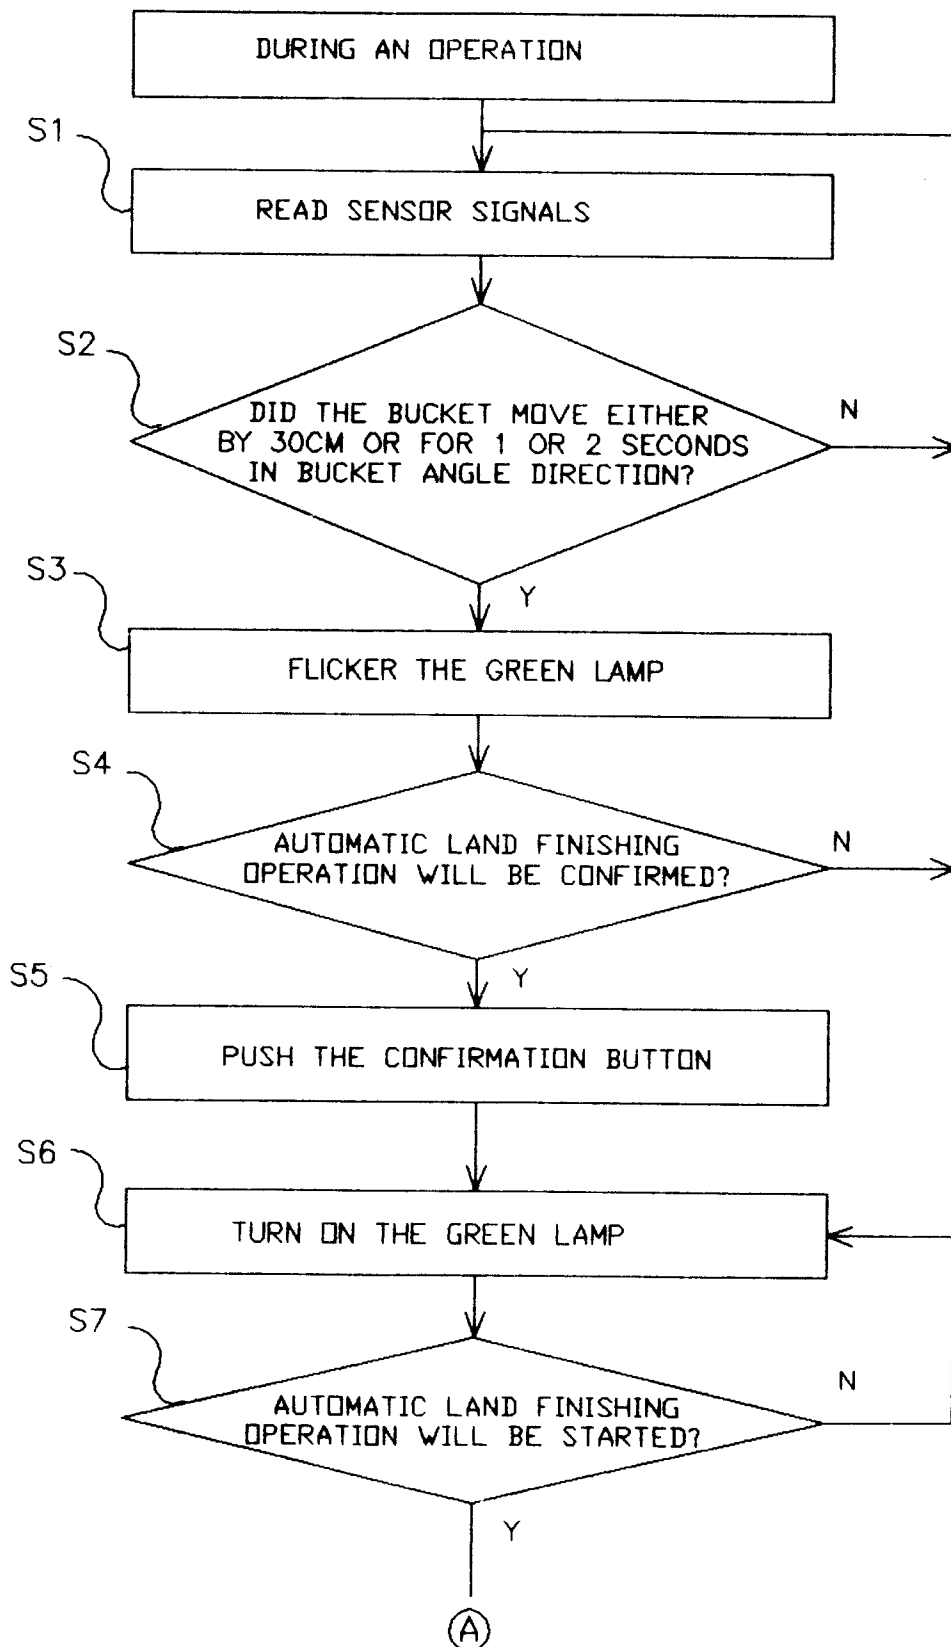 DURING AN OPERATION
S1
READ SENSOR SIGNALS
S2
DID THE BUCKET MOVE EITHER
BY 30CM OR FOR 1 OR 2 SECONDS
IN BUCKET ANGLE DIRECTION?
N
Y
S3
FLICKER THE GREEN LAMP
S4
AUTOMATIC LAND FINISHING
OPERATION WILL BE CONFIRMED?
N
Y
S5
PUSH THE CONFIRMATION BUTTON
S6
TURN ON THE GREEN LAMP
S7
AUTOMATIC LAND FINISHING
OPERATION WILL BE STARTED?
N
Y
A